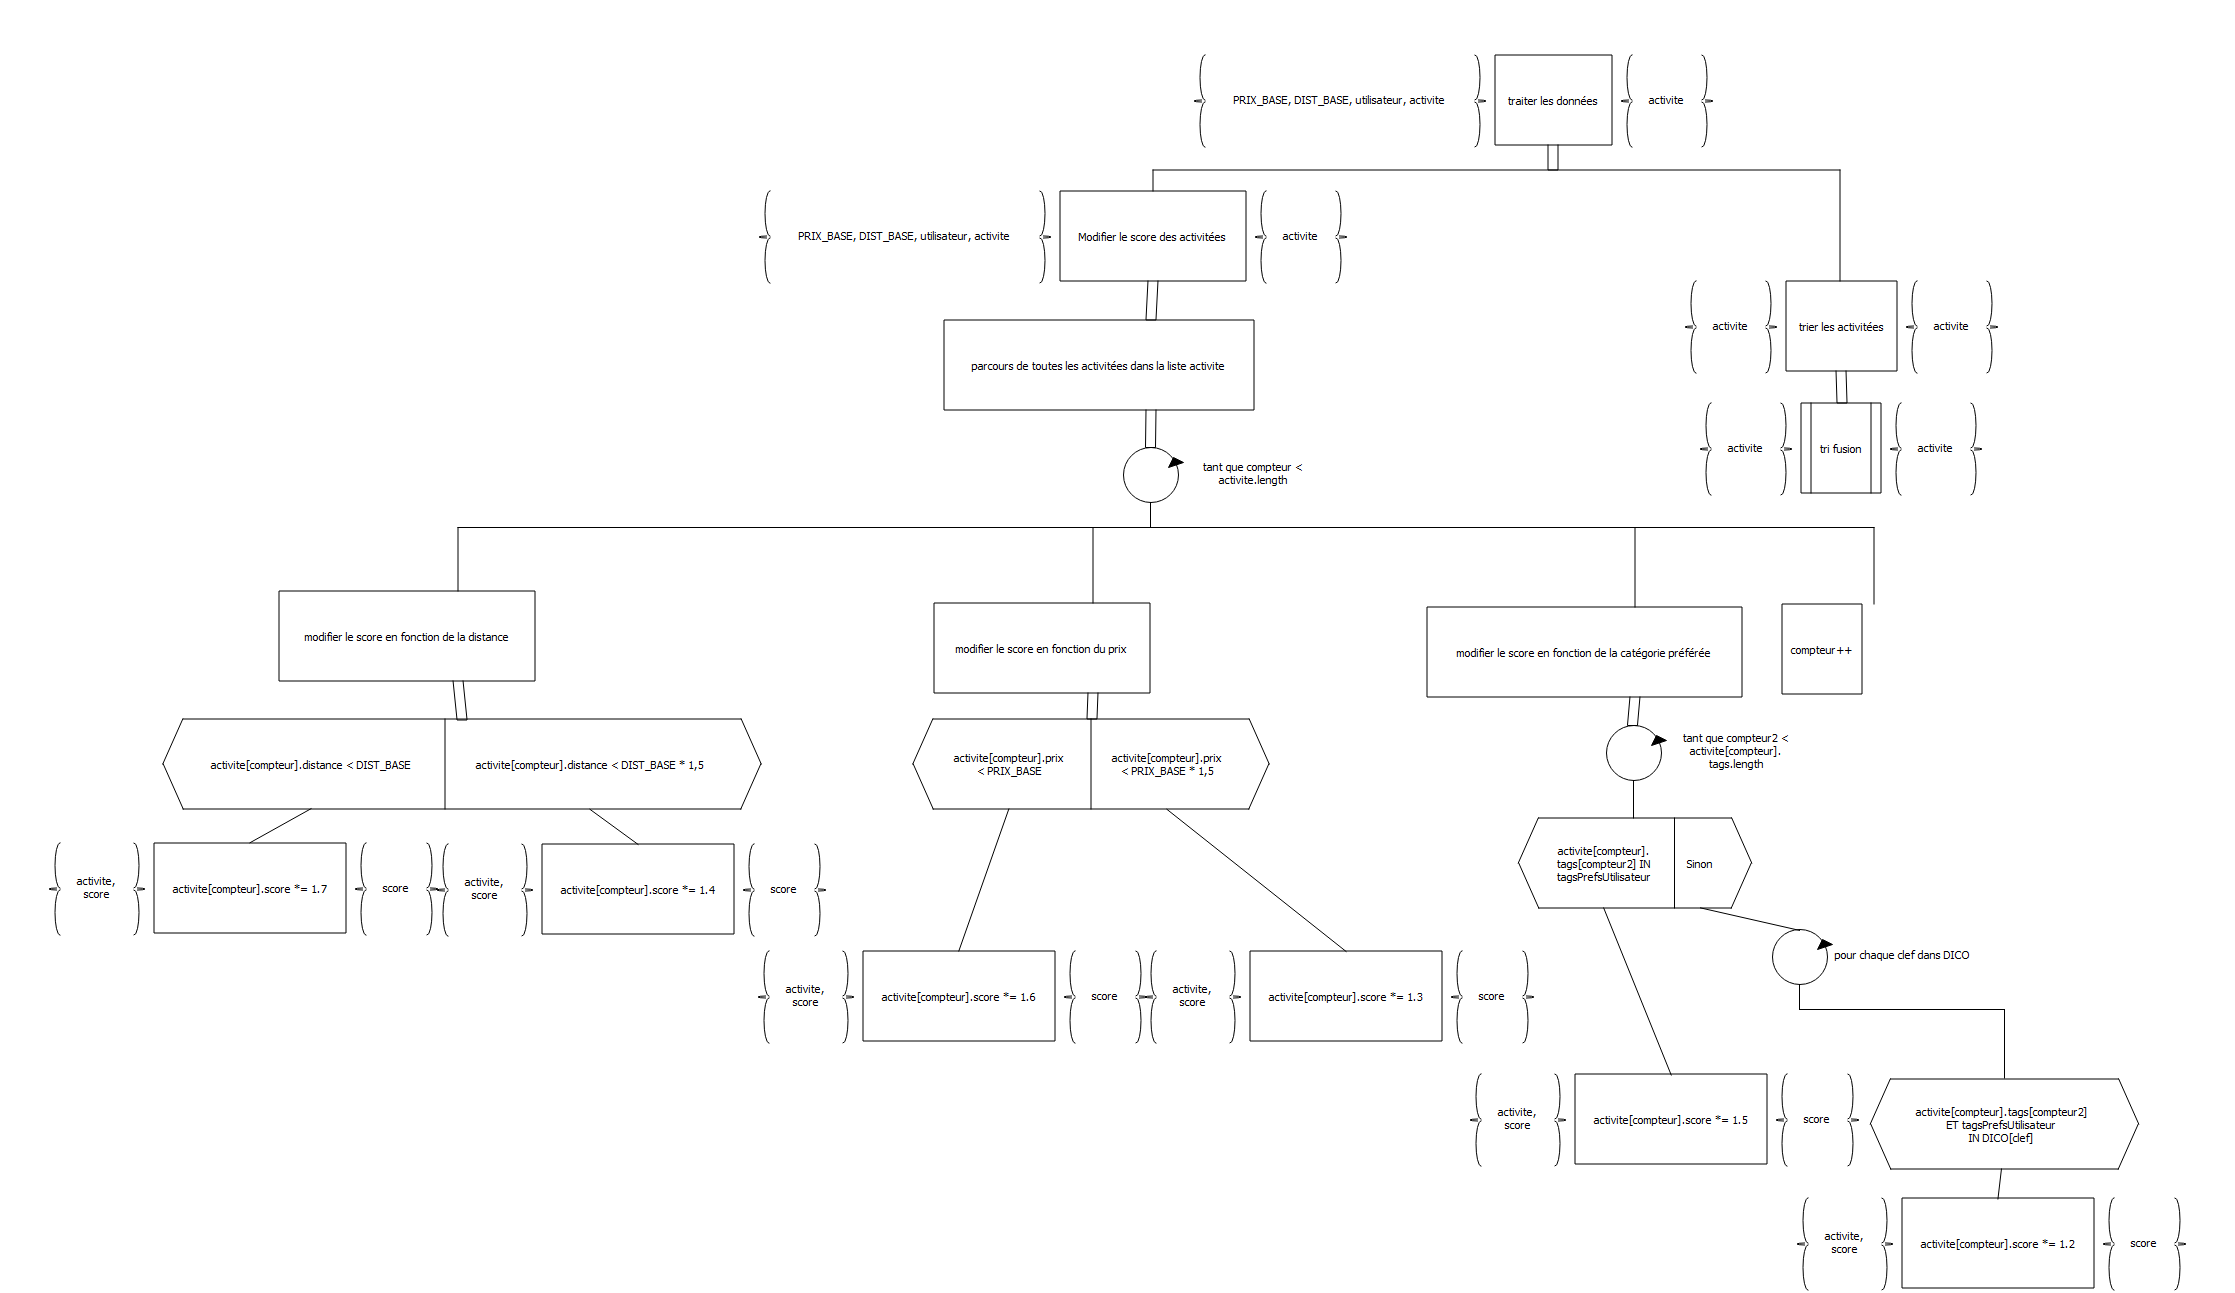 PRIX_BASE, DIST_BASE, utilisateur, activite
traiter les données
activite
PRIX_BASE, DIST_BASE, utilisateur, activite
Modifier le score des activitées
activite
parcours de toutes les activitées dans la liste activite
activite
trier les activitées
activite
activite
tri fusion
activite
tant que compteur <
activite.length
modifier le score en fonction de la distance
modifier le score en fonction du prix
modifier le score en fonction de la catégorie préférée
compteur++
activite[compteur].distance < DIST_BASE
activite[compteur].distance < DIST_BASE * 1,5
activite[compteur].prix
< PRIX_BASE
activite[compteur].prix
< PRIX_BASE * 1,5
tant que compteur2 <
activite[compteur].
tags.length
activite[compteur].
tags[compteur2] IN
tagsPrefsUtilisateur
Sinon
activite,
score
activite[compteur].score *= 1.7
score
activite,
score
activite[compteur].score *= 1.4
score
pour chaque clef dans DICO
activite,
score
activite[compteur].score *= 1.6
score
activite,
score
activite[compteur].score *= 1.3
score
activite,
score
activite[compteur].score *= 1.5
score
activite[compteur].tags[compteur2]
ET tagsPrefsUtilisateur
IN DICO[clef]
activite,
score
activite[compteur].score *= 1.2
score